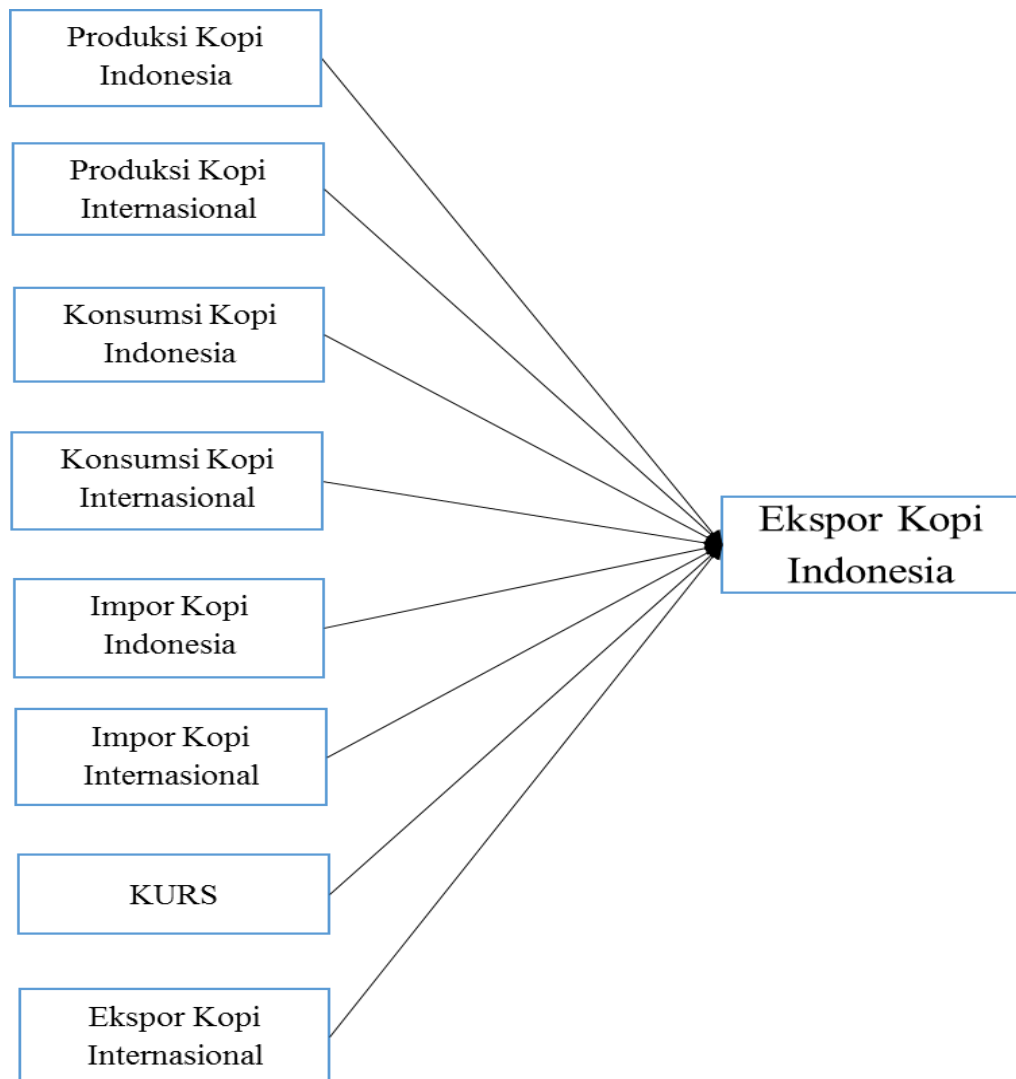 Produksi Kopi
Indonesia
Produksi Kopi
Internasional
Konsumsi Kopi
Indonesia
Konsumsi Kopi
Internasional
Impor Kopi
Indonesia
Impor Kopi
Internasional
KURS
Ekspor Kopi
Internasional
Ekspor Kopi
Indonesia